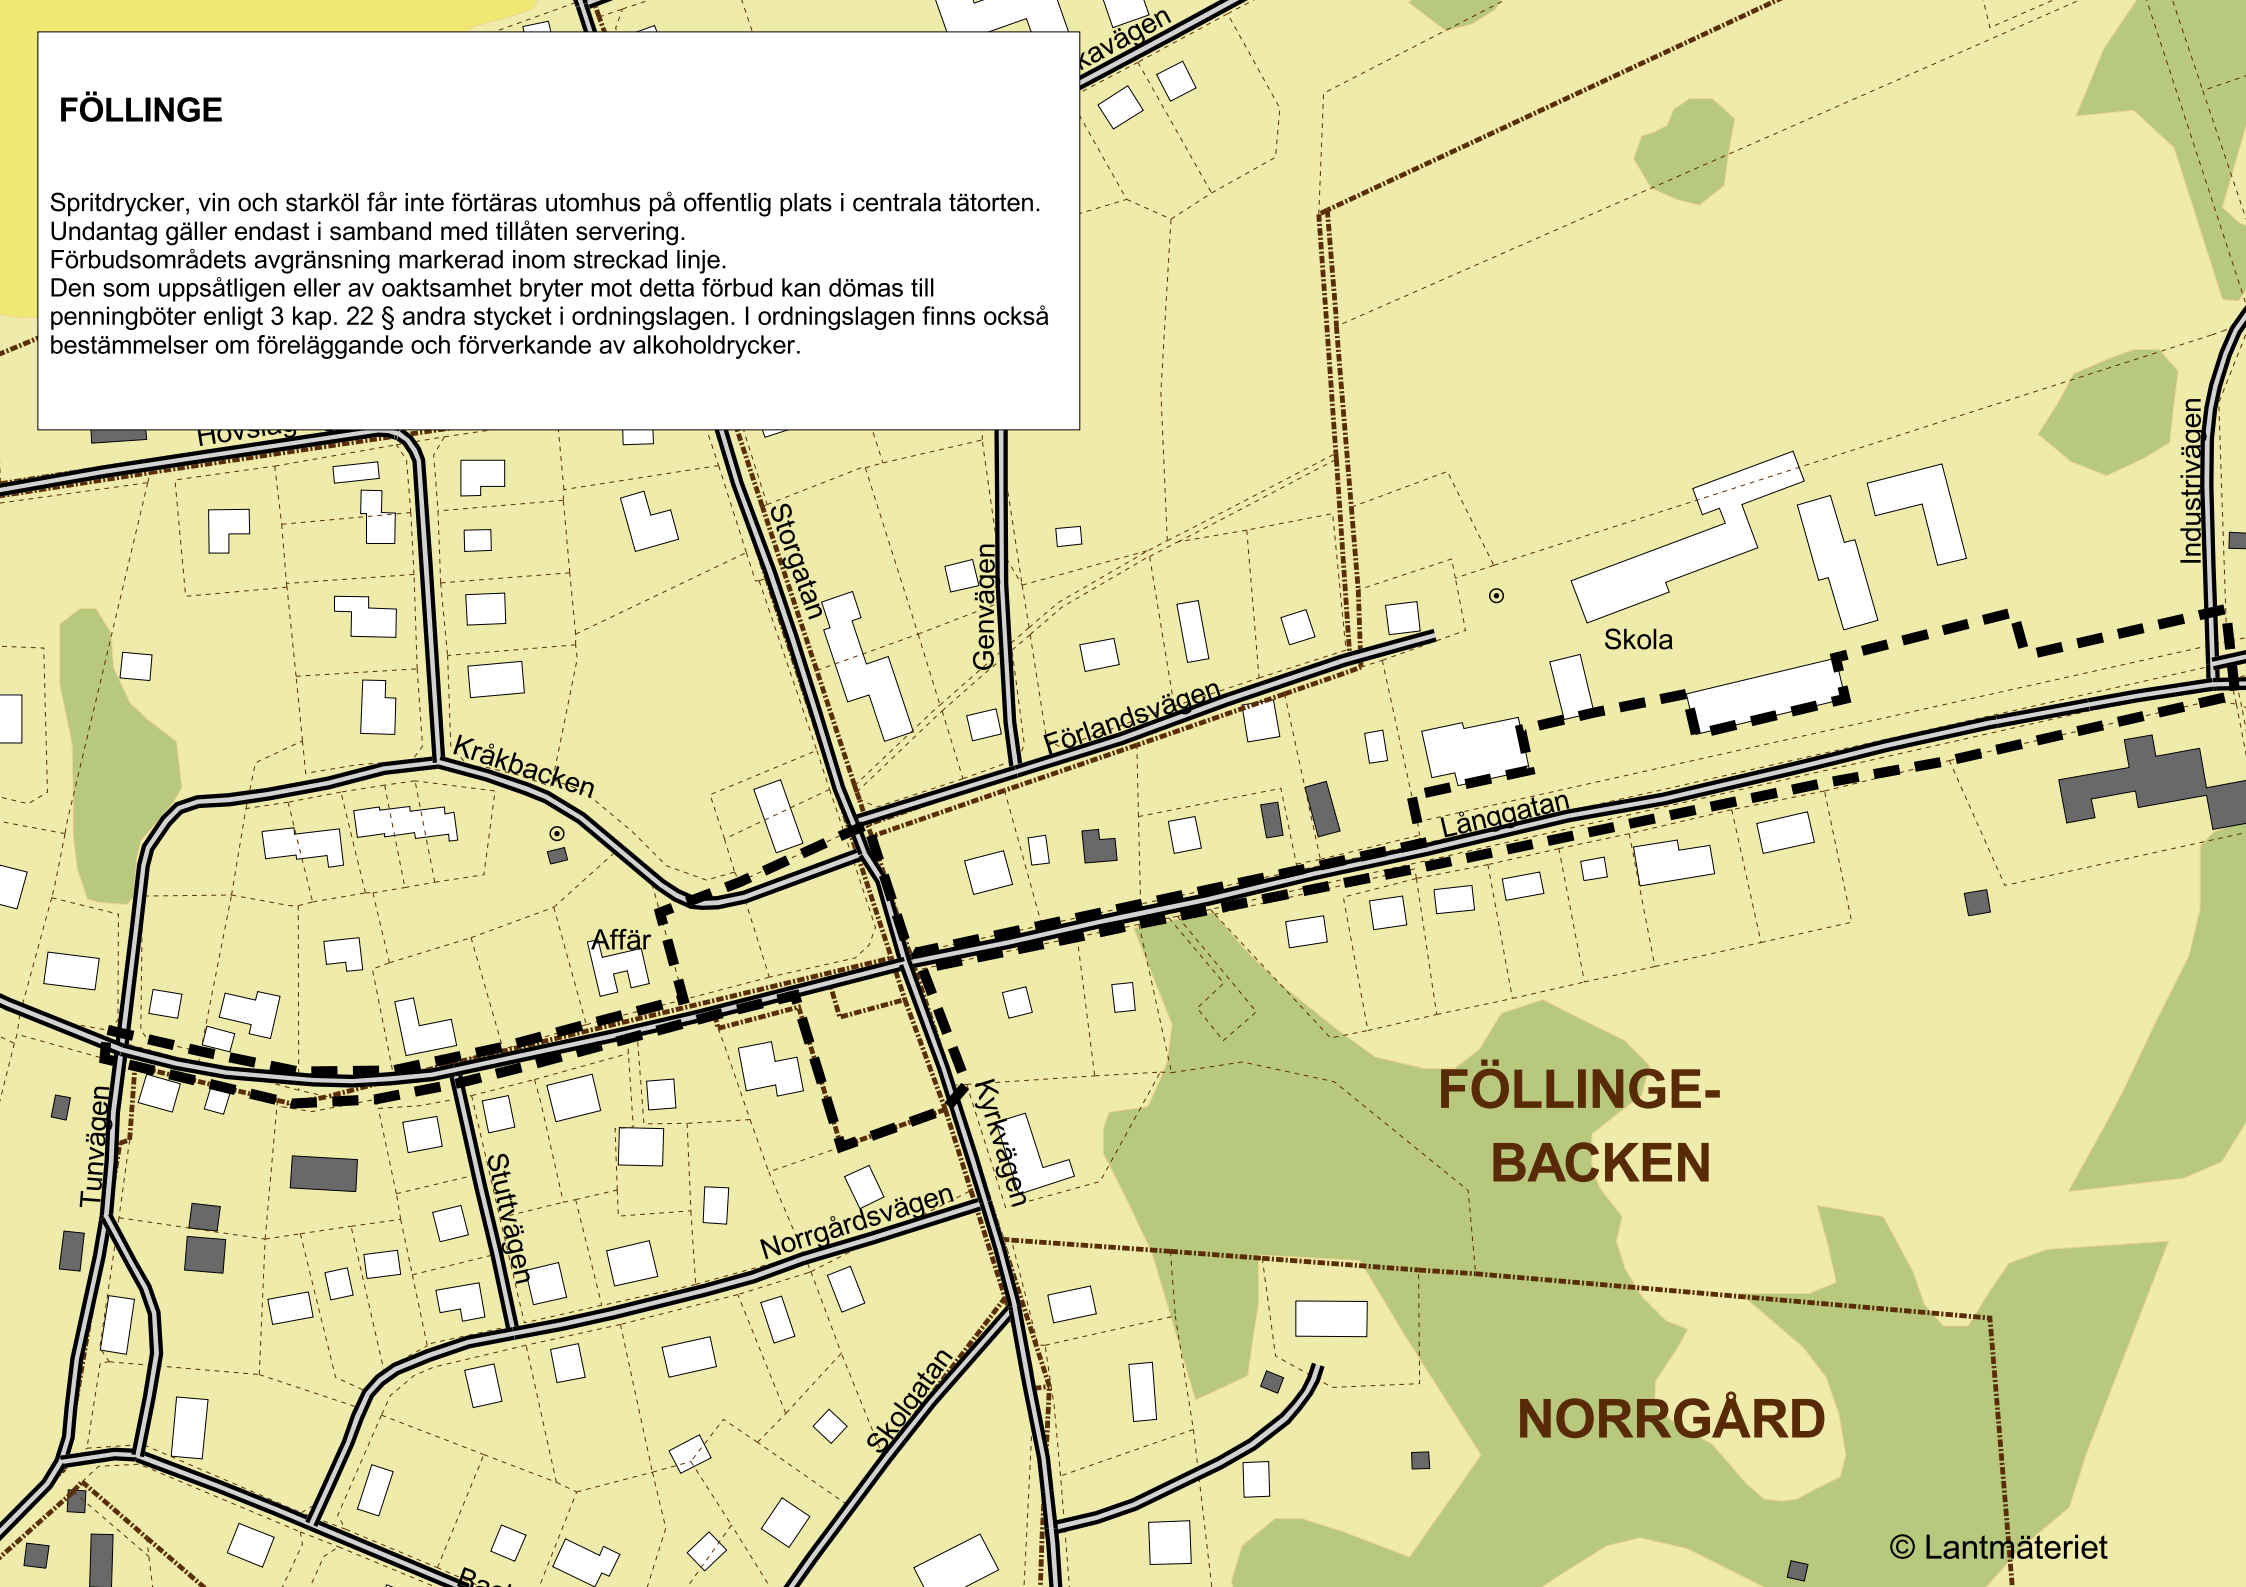 kavägen
FÖLLINGE
Spritdrycker, vin och starköl får inte förtäras utomhus på offentlig plats i centrala tätorten.
Undantag gäller endast i samband med tillåten servering.
Förbudsområdets avgränsning markerad inom streckad linje.
Den som uppsåtligen eller av oaktsamhet bryter mot detta förbud kan dömas till
penningböter enligt 3 kap. 22 § andra stycket i ordningslagen. I ordningslagen finns också
bestämmelser om föreläggande och förverkande av alkoholdrycker.
Hovslag
Industrivägen
Storgatan
Genvägen
Skola
Förlandsvägen
Kråkbacken
Långgatan
Affär
FÖLLINGE-
BACKEN
Tunvägen
Kyrkvägen
Stuttvägen
Norrgårdsvägen
Skolgatan
NORRGÅRD
© Lantmäteriet